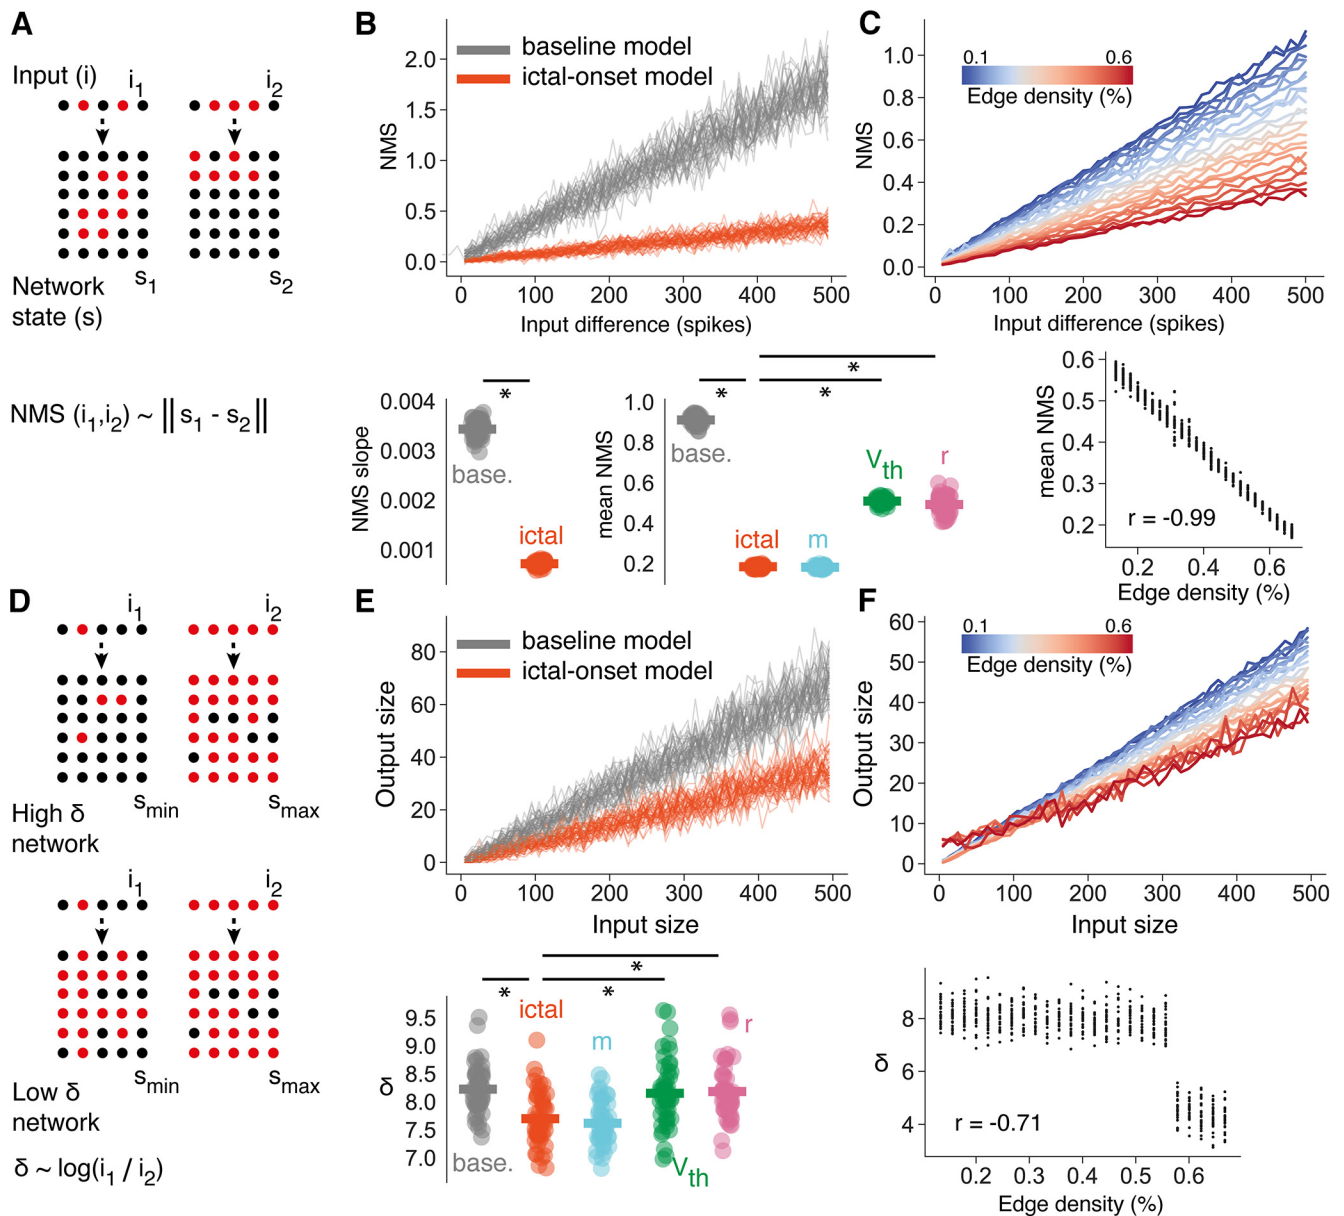 A
Input (i)
i1
i2
s1
s2
Network
state (s)
NMS (i1,i2) ~ || s1 - s2 ||
B
baseline model
ictal-onset model
NMS
2.0
1.5
1.0
0.5
0.0
0 100 200 300 400 500
Input difference (spikes)
NMS slope
0.004
0.003
0.002
0.001
*
base.
ictal
mean NMS
1.0
0.8
0.6
0.4
0.2
*
*
*
base.
ictal
m
Vth
r
C
0.1 0.6
Edge density (%)
NMS
1.0
0.8
0.6
0.4
0.2
0.0
0 100 200 300 400 500
Input difference (spikes)
mean NMS
0.6
0.5
0.4
0.3
0.2
r = -0.99
0.2 0.4 0.6
Edge density (%)
D
i1
i2
smin
smax
High δ
network
i1
i2
smin
smax
Low δ
network
δ ~ log(i1 / i2)
E
baseline model
ictal-onset model
Output size
80
60
40
20
0
0 100 200 300 400 500
Input size
δ
9.5
9.0
8.5
8.0
7.5
7.0
*
*
*
base.
ictal
m
Vth
r
F
0.1 0.6
Edge density (%)
Output size
60
50
40
30
20
10
0
0 100 200 300 400 500
Input size
δ
8
6
4
r = -0.71
0.2 0.3 0.4 0.5 0.6
Edge density (%)